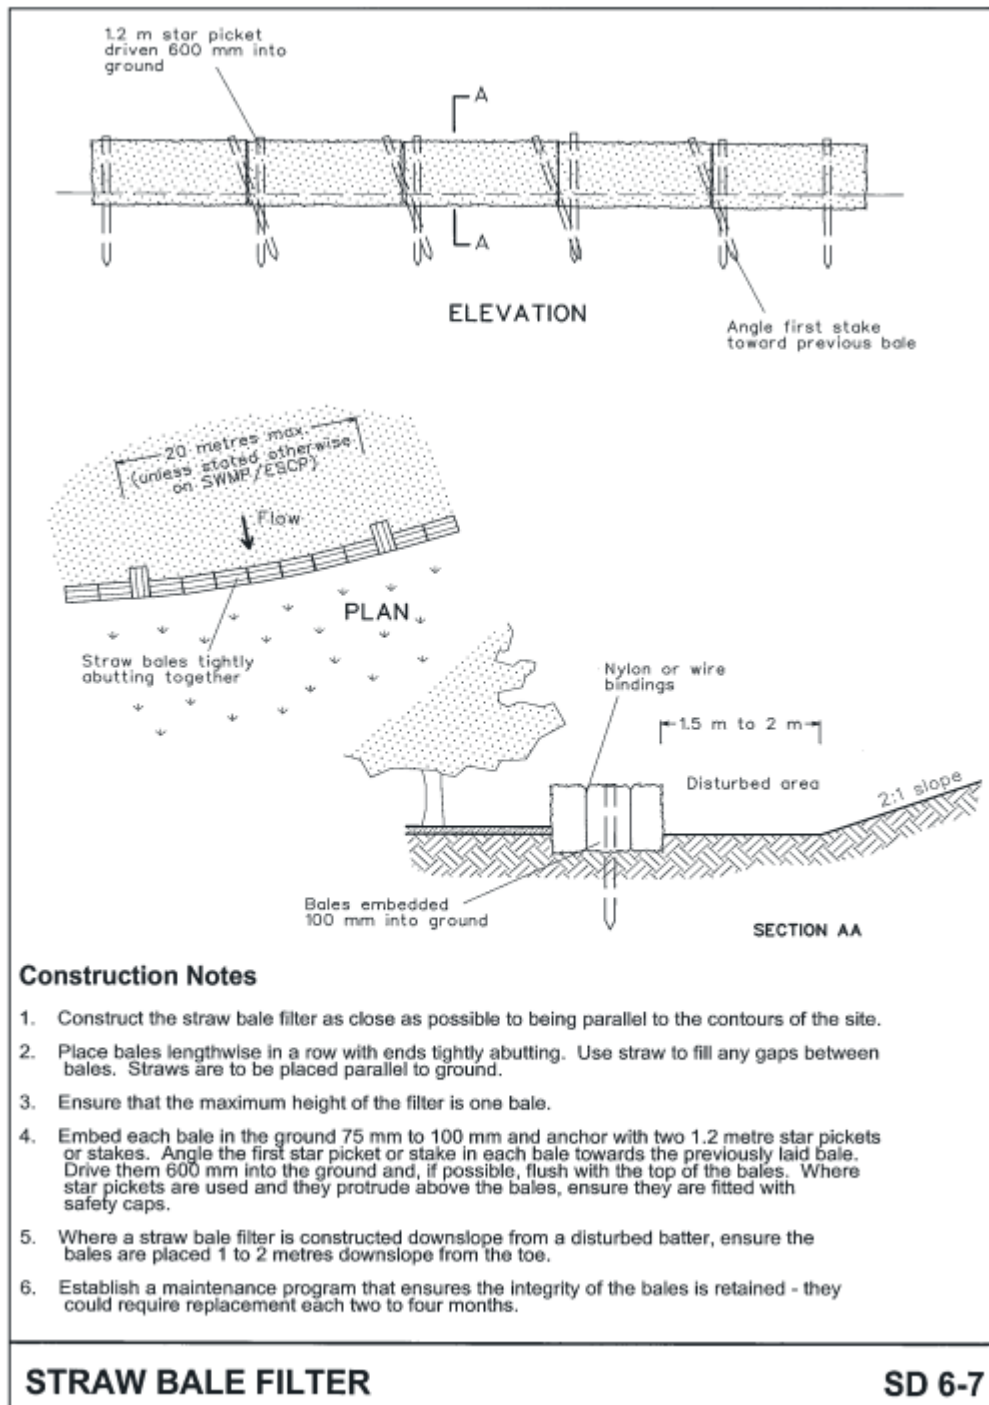 1.2 m star picket
driven 600 mm into
ground
A
A
ELEVATION
Angle first stake
toward previous bale
20 metres max.
(unless stated otherwise
on SWMP/ESCP)
Flow
PLAN
Straw bales tightly
abutting together
Nylon or wire
bindings
1.5 m to 2 m
Disturbed area
2:1 slope
Bales embedded
100 mm into ground
SECTION AA
Construction Notes
1. Construct the straw bale filter as close as possible to being parallel to the contours of the site.
2. Place bales lengthwise in a row with ends tightly abutting. Use straw to fill any gaps between
bales. Straws are to be placed parallel to ground.
3. Ensure that the maximum height of the filter is one bale.
4. Embed each bale in the ground 75 mm to 100 mm and anchor with two 1.2 metre star pickets
or stakes. Angle the first star picket or stake in each bale towards the previously laid bale.
Drive them 600 mm into the ground and, if possible, flush with the top of the bales. Where
star pickets are used and they protrude above the bales, ensure they are fitted with
safety caps.
5. Where a straw bale filter is constructed downslope from a disturbed batter, ensure the
bales are placed 1 to 2 metres downslope from the toe.
6. Establish a maintenance program that ensures the integrity of the bales is retained - they
could require replacement each two to four months.
STRAW BALE FILTER
SD 6-7